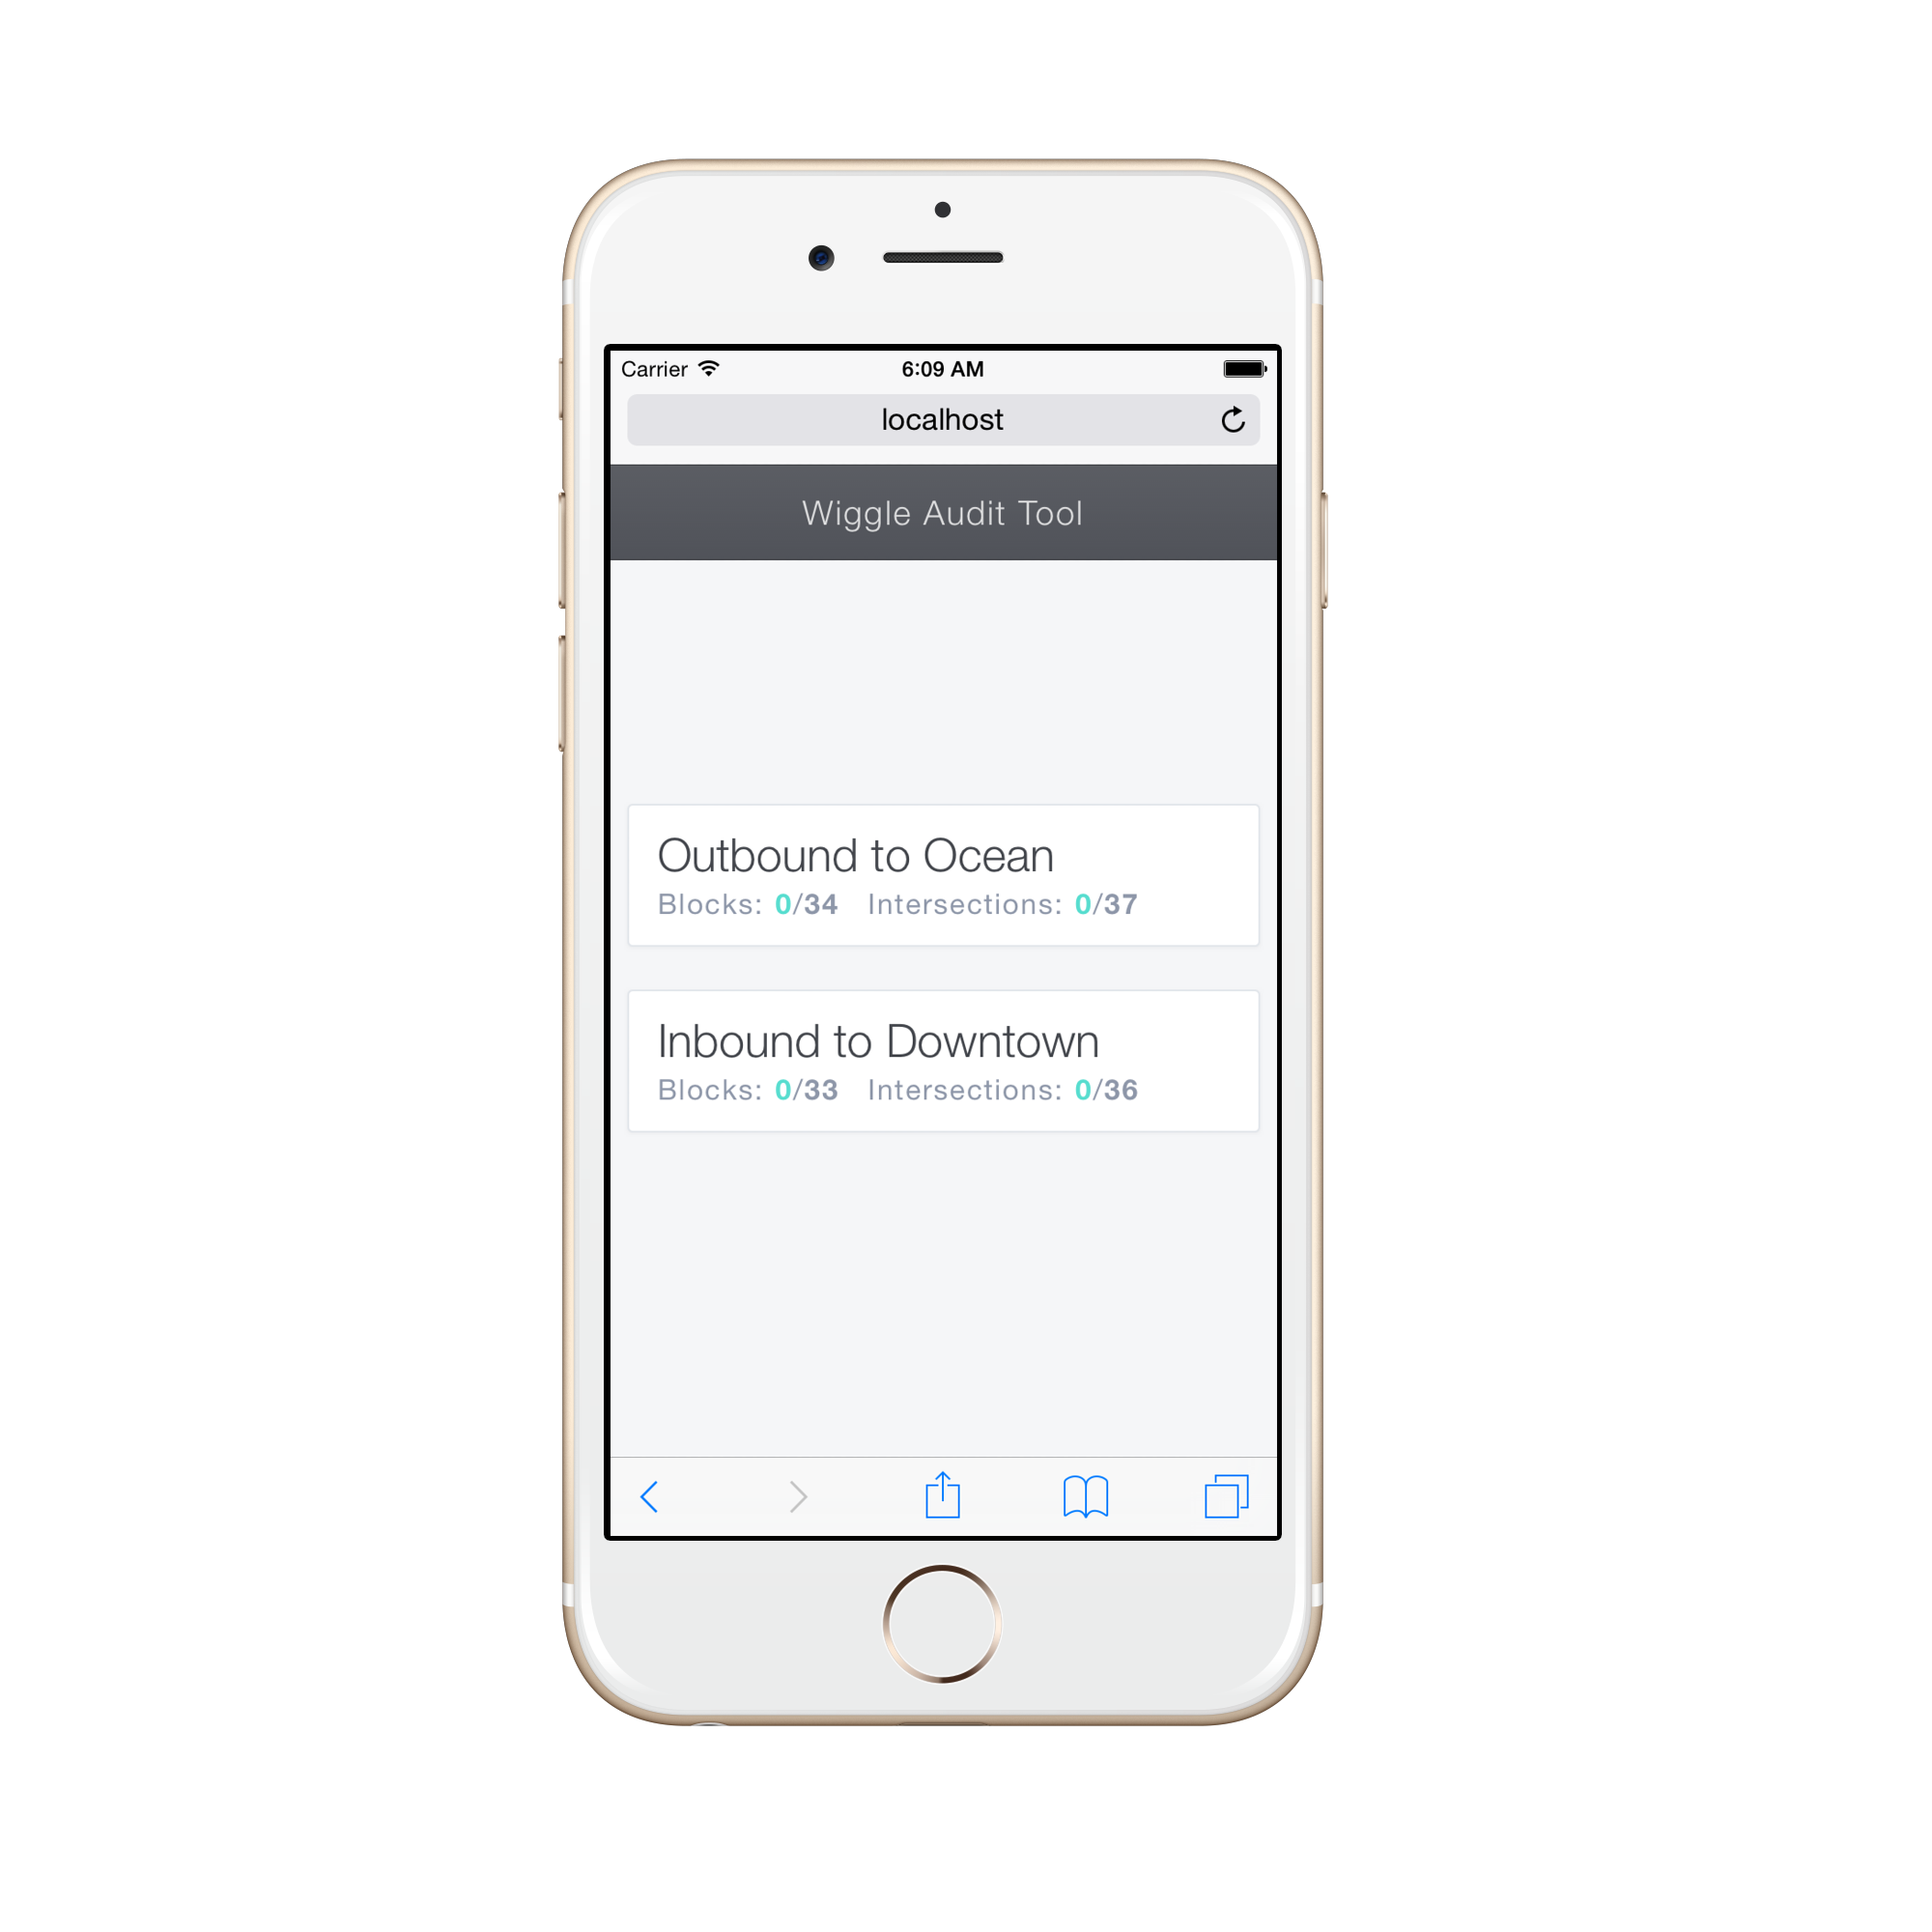 Carrier 6:09 AM
localhost
Wiggle Audit Tool
Outbound to Ocean
Blocks: 0/34 Intersections: 0/37
Inbound to Downtown
Blocks: 0/33 Intersections: 0/36